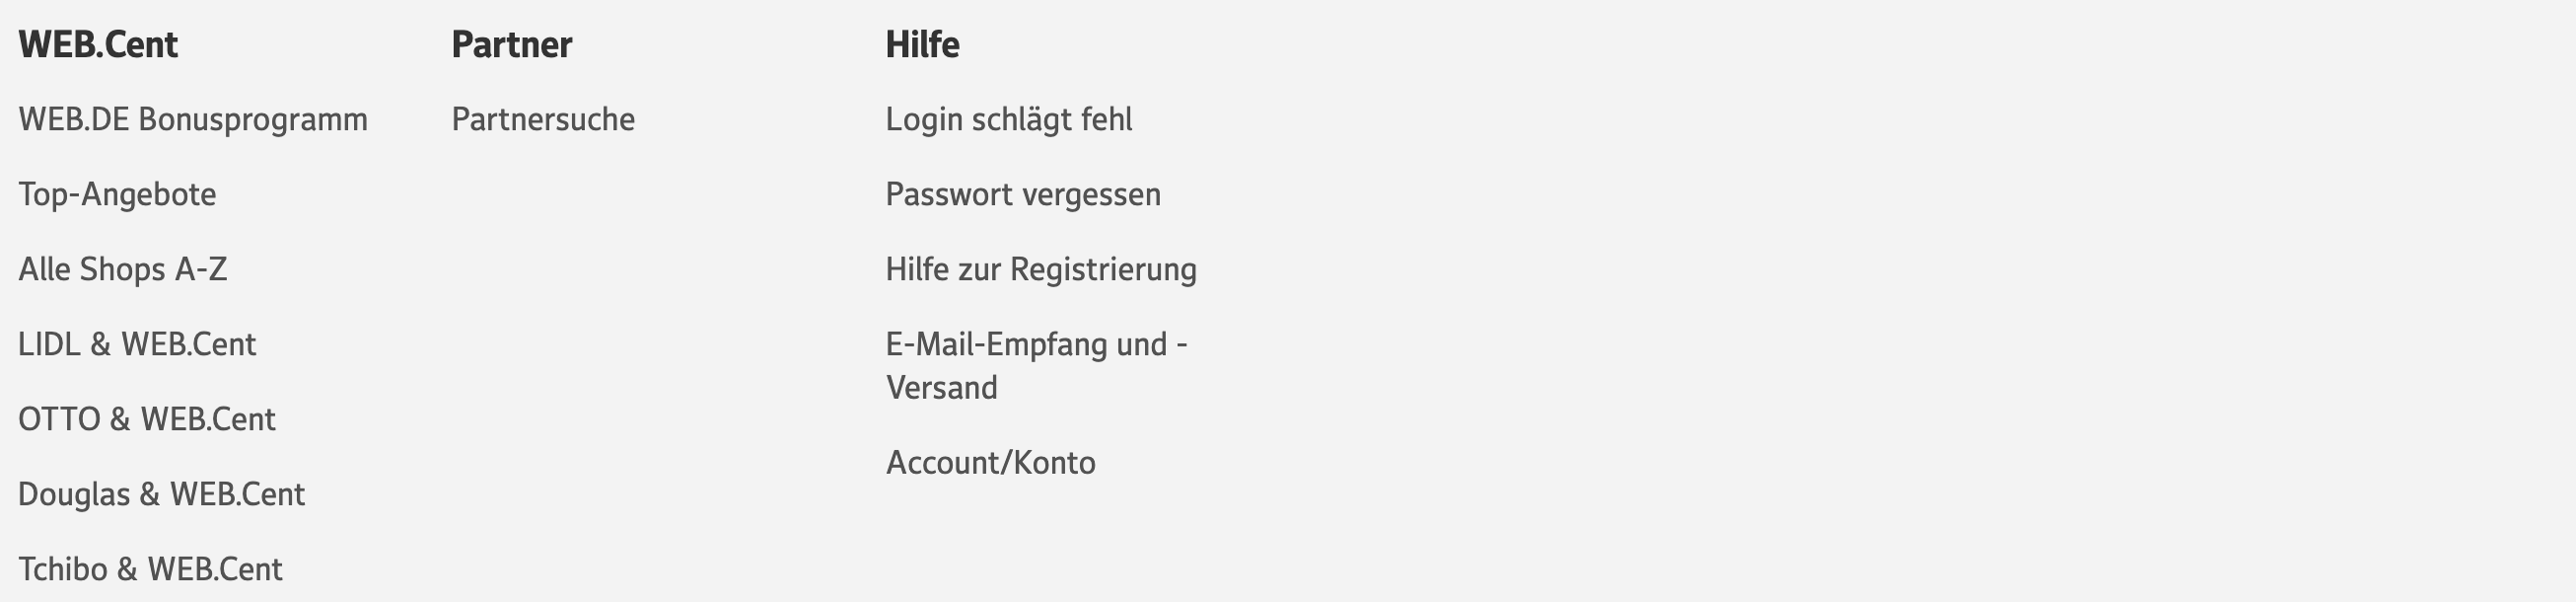 WEB.Cent
WEB.DE Bonusprogramm
Top-Angebote
Alle Shops A-Z
LIDL & WEB.Cent
OTTO & WEB.Cent
Douglas & WEB.Cent
Tchibo & WEB.Cent
Partner
Partnersuche
Hilfe
Login schlägt fehl
Passwort vergessen
Hilfe zur Registrierung
E-Mail-Empfang und -
Versand
Account/Konto